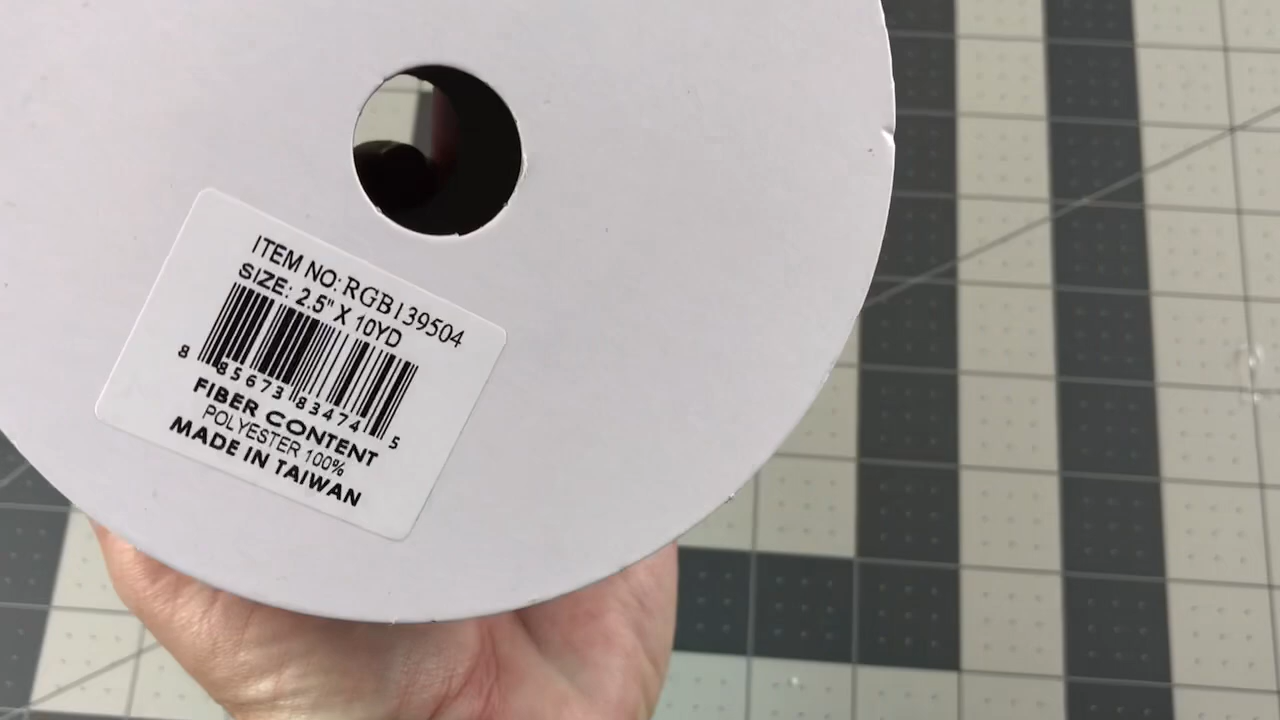 ITEM NO: RGB139504
SIZE: 2.5" X 10YD
8 85673 83474 5
FIBER CONTENT
POLYESTER 100%
MADE IN TAIWAN